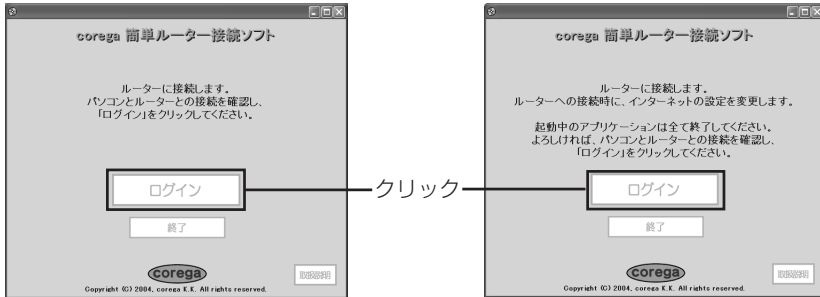 corega 簡単ルーター接続ソフト
ルーターに接続します。
パソコンとルーターとの接続を確認し、
「ログイン」をクリックしてください。
ログイン
終了
corega
取扱説明
Copyright (C) 2004, corega K.K. All rights reserved.
クリック
corega 簡単ルーター接続ソフト
ルーターに接続します。
ルーターへの接続時に、インターネットの設定を変更します。
起動中のアプリケーションは全て終了してください。
よろしければ、パソコンとルーターとの接続を確認し、
「ログイン」をクリックしてください。
ログイン
終了
corega
取扱説明
Copyright (C) 2004, corega K.K. All rights reserved.